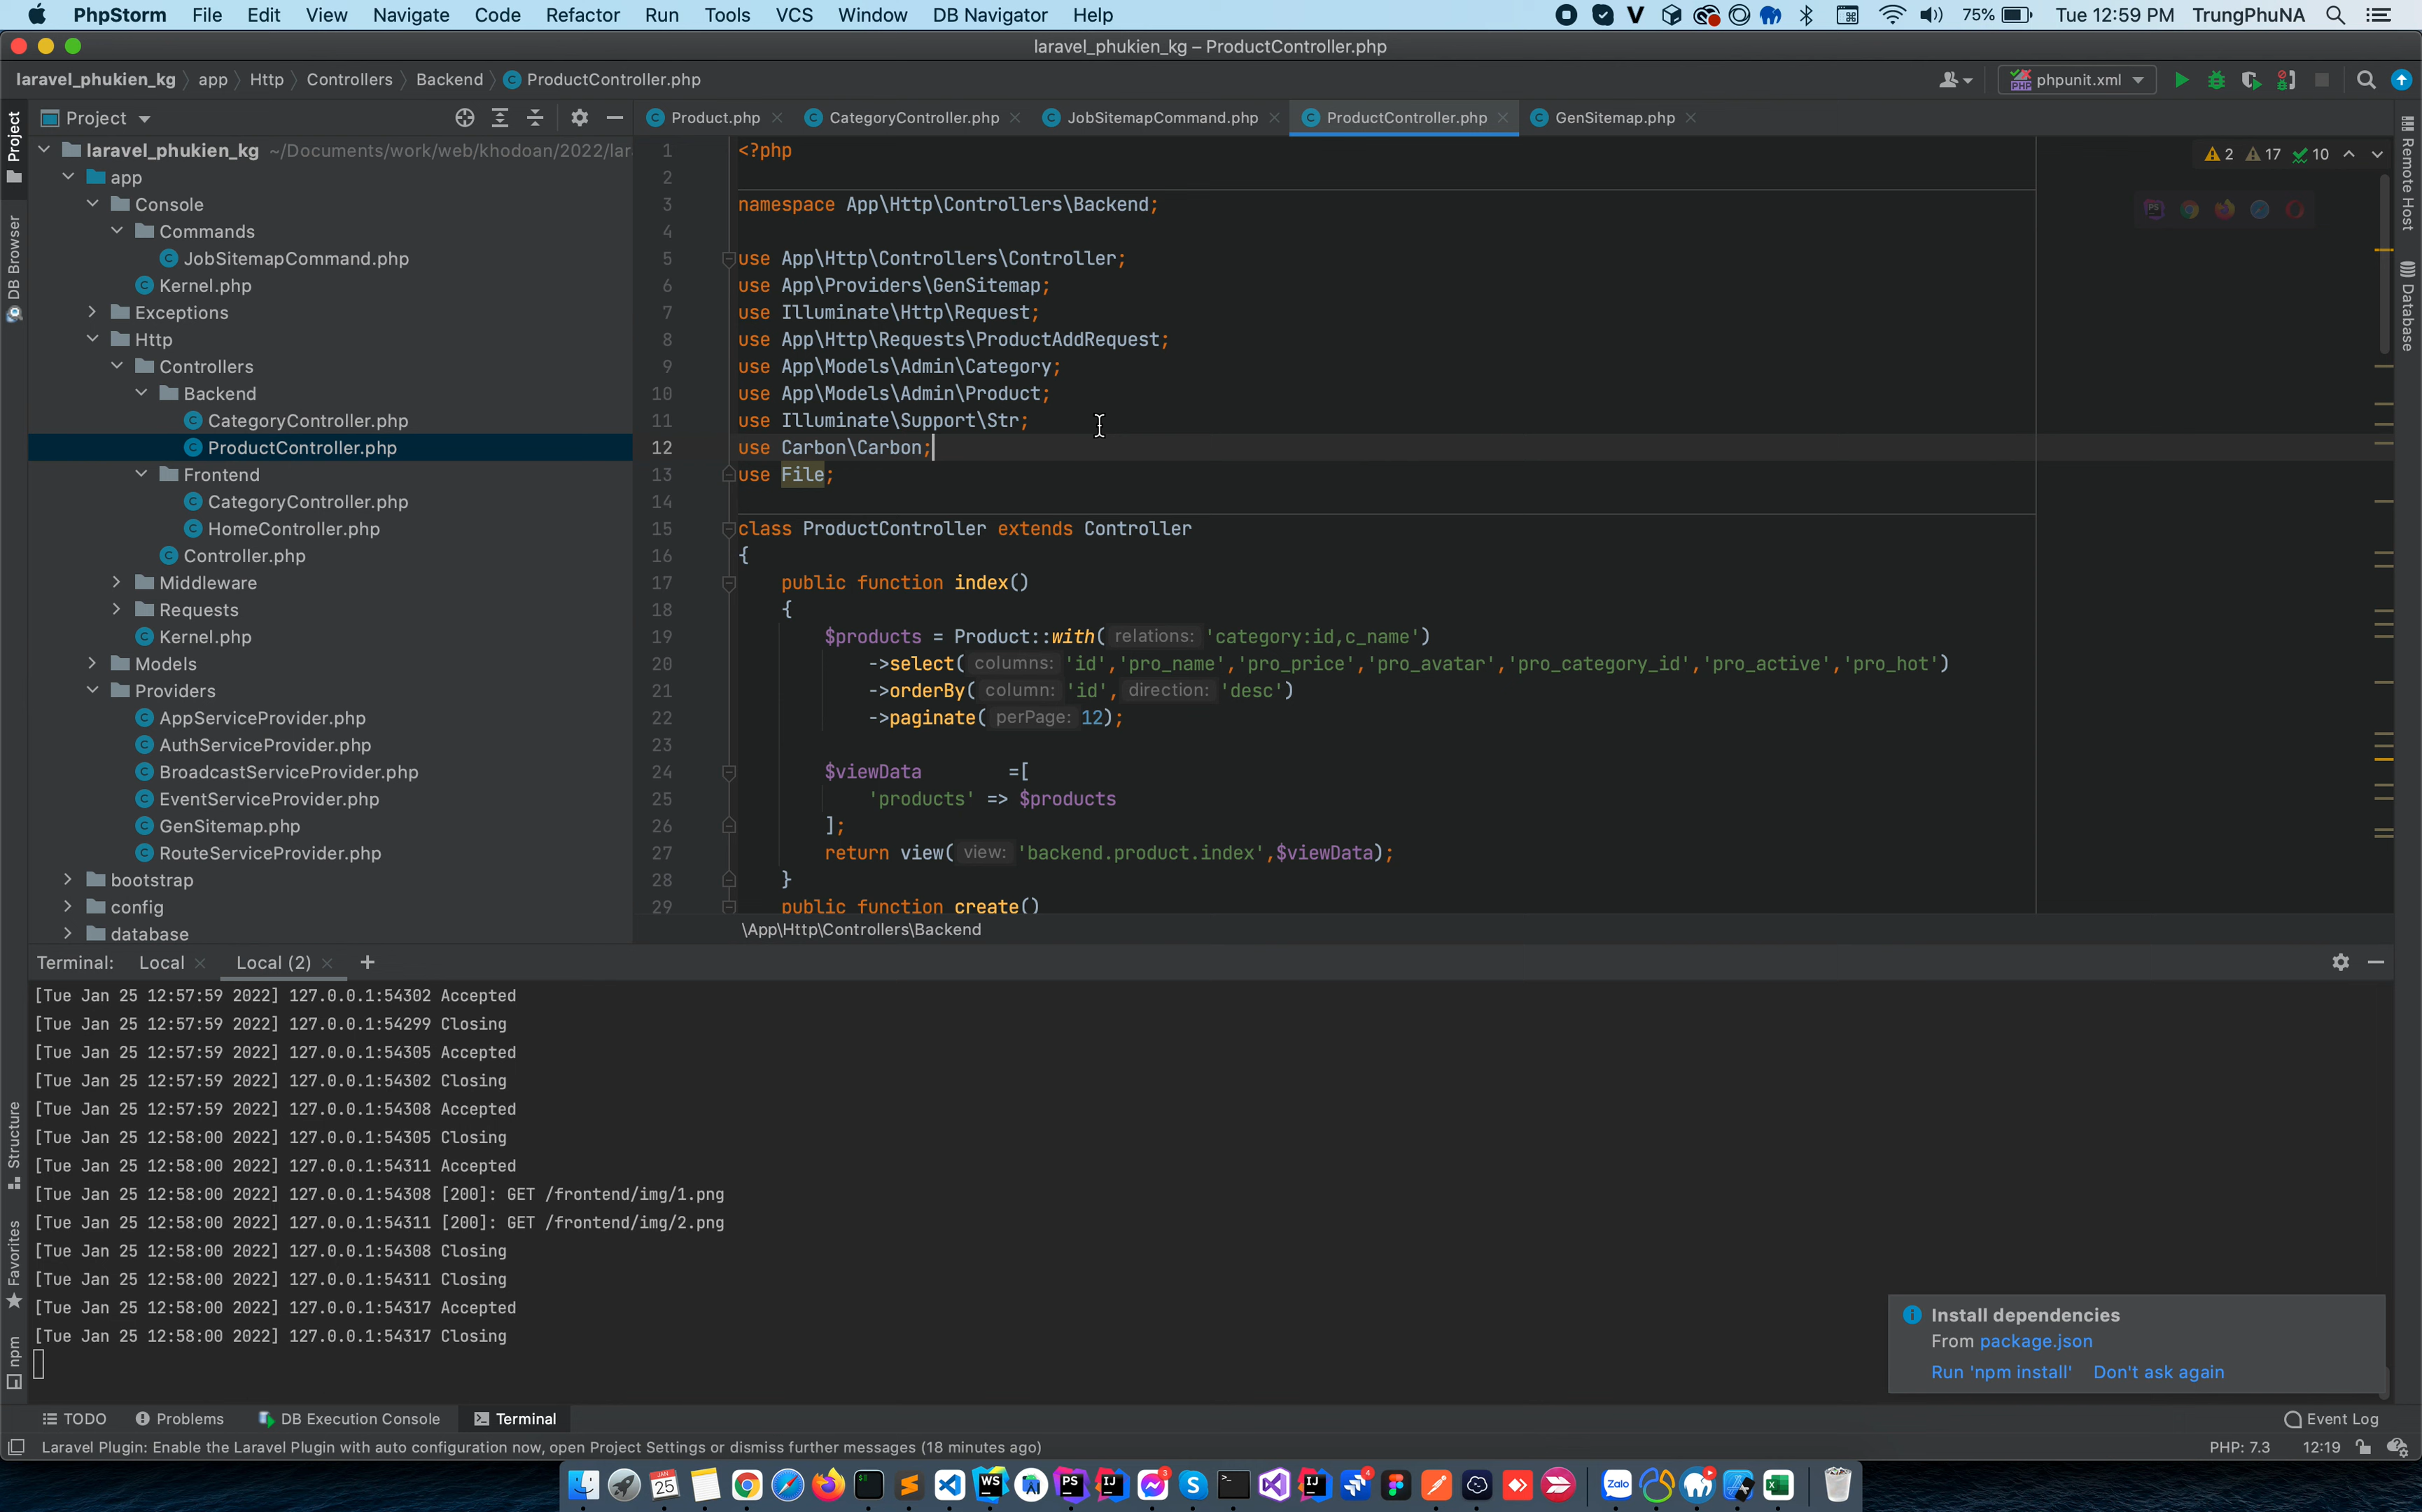 PhpStorm File Edit View Navigate Code Refactor Run Tools VCS Window DB Navigator Help
75% Tue 12:59 PM TrungPhuNA
laravel_phukien_kg – ProductController.php
laravel_phukien_kg app Http Controllers Backend ProductController.php
phpunit.xml
Project
Product.php CategoryController.php JobSitemapCommand.php ProductController.php GenSitemap.php
laravel_phukien_kg ~/Documents/work/web/khodoan/2022/lar
app
Console
Commands
JobSitemapCommand.php
Kernel.php
Exceptions
Http
Controllers
Backend
CategoryController.php
ProductController.php
Frontend
CategoryController.php
HomeController.php
Controller.php
Middleware
Requests
Kernel.php
Models
Providers
AppServiceProvider.php
AuthServiceProvider.php
BroadcastServiceProvider.php
EventServiceProvider.php
GenSitemap.php
RouteServiceProvider.php
bootstrap
config
database
2 17 10
1 <?php
2
3 namespace App\Http\Controllers\Backend;
4
5 use App\Http\Controllers\Controller;
6 use App\Providers\GenSitemap;
7 use Illuminate\Http\Request;
8 use App\Http\Requests\ProductAddRequest;
9 use App\Models\Admin\Category;
10 use App\Models\Admin\Product;
11 use Illuminate\Support\Str;
12 use Carbon\Carbon;
13 use File;
14
15 class ProductController extends Controller
16 {
17 public function index()
18 {
19 $products = Product::with( relations: 'category:id,c_name')
20 ->select( columns: 'id','pro_name','pro_price','pro_avatar','pro_category_id','pro_active','pro_hot')
21 ->orderBy( column: 'id', direction: 'desc')
22 ->paginate( perPage: 12);
23
24 $viewData =[
25 'products' => $products
26 ];
27 return view( view: 'backend.product.index',$viewData);
28 }
29 public function create()
\App\Http\Controllers\Backend
Project
DB Browser
Structure
Favorites
npm
Remote Host
Database
Terminal: Local Local (2)
[Tue Jan 25 12:57:59 2022] 127.0.0.1:54302 Accepted
[Tue Jan 25 12:57:59 2022] 127.0.0.1:54299 Closing
[Tue Jan 25 12:57:59 2022] 127.0.0.1:54305 Accepted
[Tue Jan 25 12:57:59 2022] 127.0.0.1:54302 Closing
[Tue Jan 25 12:57:59 2022] 127.0.0.1:54308 Accepted
[Tue Jan 25 12:58:00 2022] 127.0.0.1:54305 Closing
[Tue Jan 25 12:58:00 2022] 127.0.0.1:54311 Accepted
[Tue Jan 25 12:58:00 2022] 127.0.0.1:54308 [200]: GET /frontend/img/1.png
[Tue Jan 25 12:58:00 2022] 127.0.0.1:54311 [200]: GET /frontend/img/2.png
[Tue Jan 25 12:58:00 2022] 127.0.0.1:54308 Closing
[Tue Jan 25 12:58:00 2022] 127.0.0.1:54311 Closing
[Tue Jan 25 12:58:00 2022] 127.0.0.1:54317 Accepted
[Tue Jan 25 12:58:00 2022] 127.0.0.1:54317 Closing
Install dependencies
From package.json
Run 'npm install' Don't ask again
TODO Problems DB Execution Console Terminal Event Log
Laravel Plugin: Enable the Laravel Plugin with auto configuration now, open Project Settings or dismiss further messages (18 minutes ago) PHP: 7.3 12:19
JAN 25 WS PS IJ 3 IJ 4 Zalo